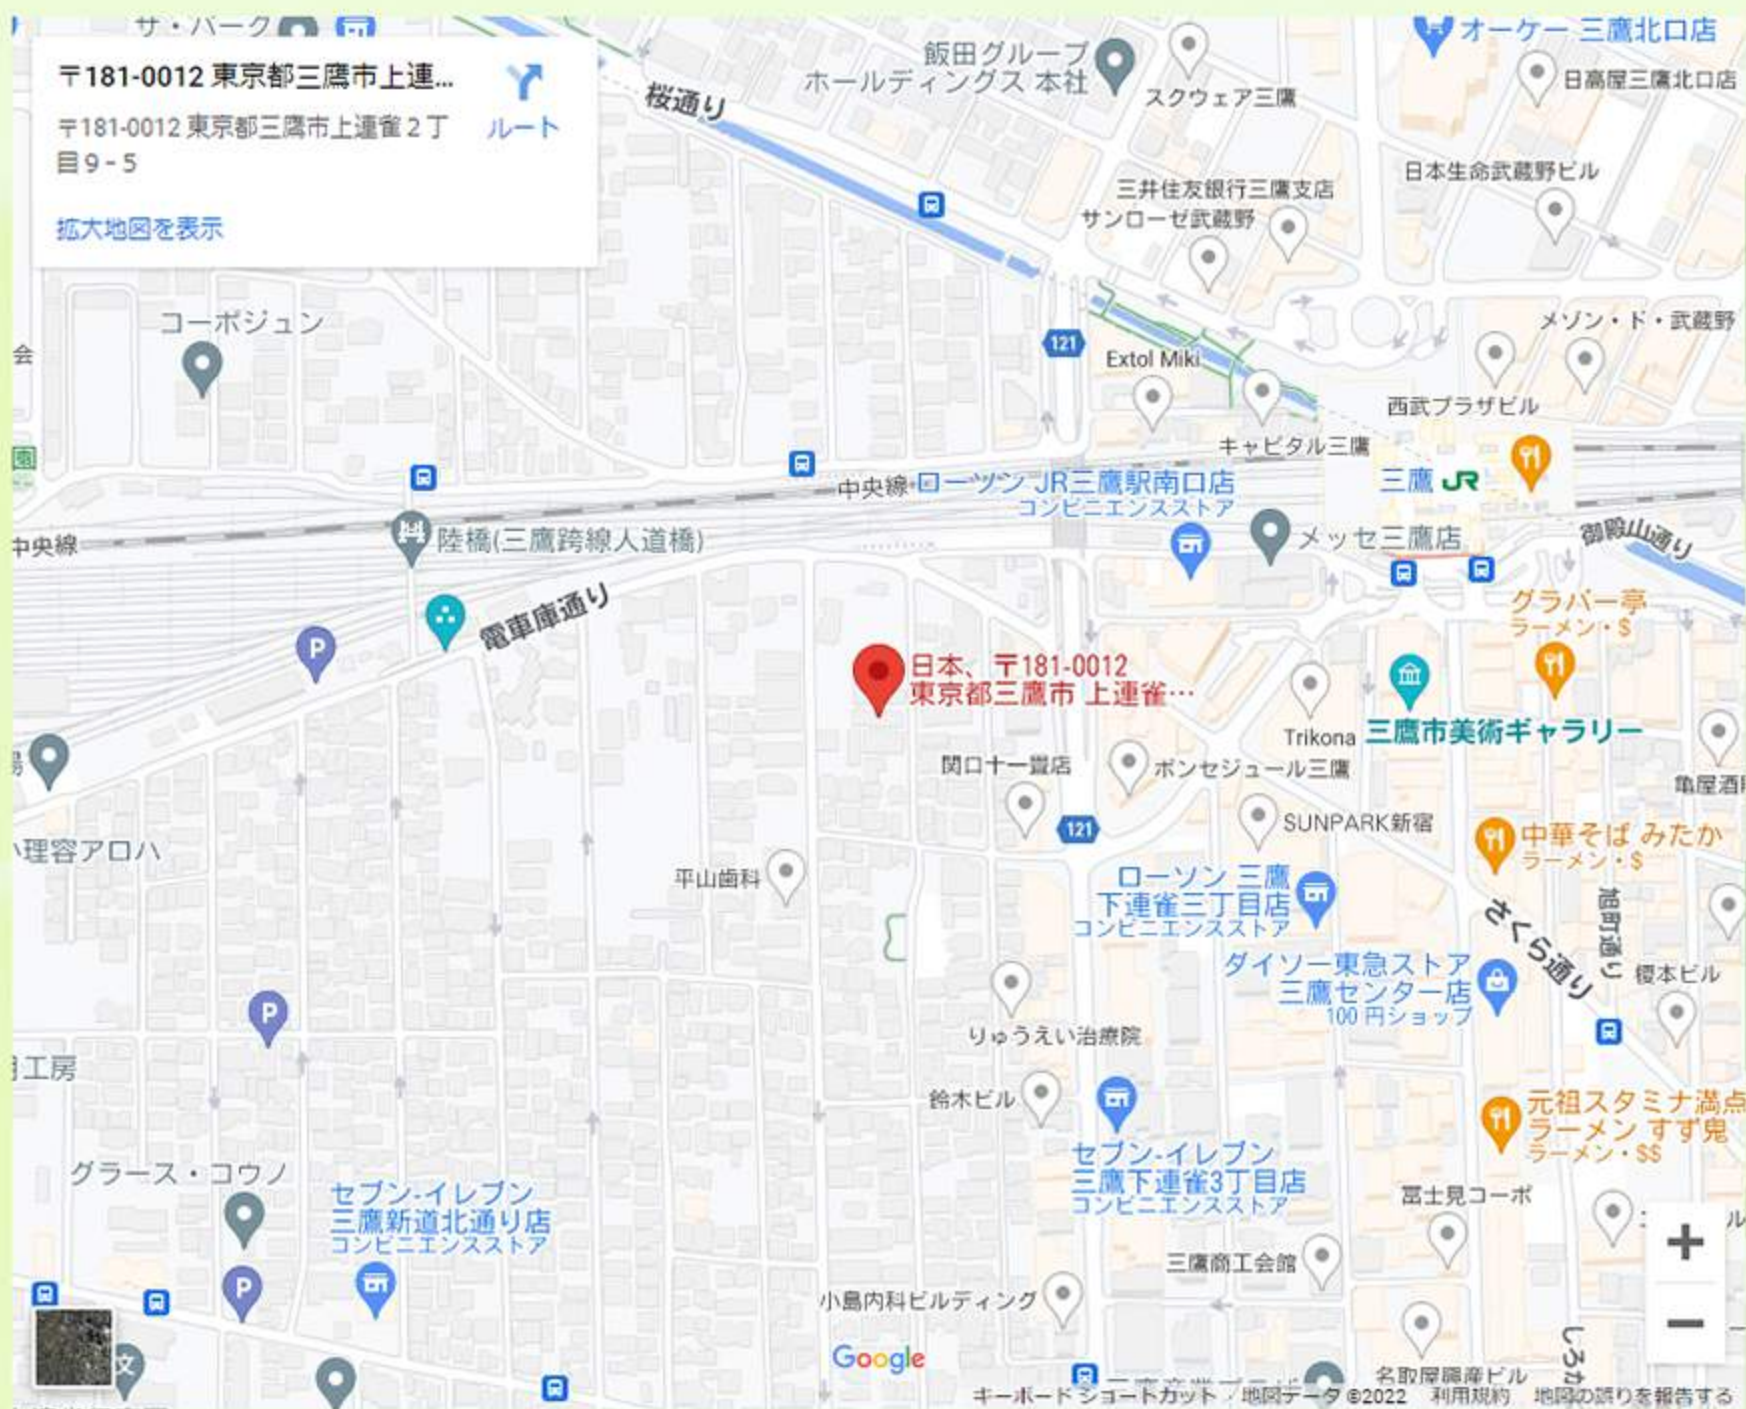 ザ・パーク
〒181-0012 東京都三鷹市上連...
〒181-0012 東京都三鷹市上連雀2丁
目9-5
ルート
拡大地図を表示
桜通り
飯田グループ
ホールディングス 本社
スクウェア三鷹
オーケー 三鷹北口店
日高屋三鷹北口店
三井住友銀行三鷹支店
サンローゼ武蔵野
日本生命武蔵野ビル
コーポジュン
会
121
Extol Miki
メゾン・ド・武蔵野
西武プラザビル
キャピタル三鷹
園
中央線
ローソン JR三鷹駅南口店
コンビニエンスストア
三鷹 JR
中央線
陸橋(三鷹跨線人道橋)
メッセ三鷹店
御殿山通り
電車庫通り
P
グラバー亭
ラーメン・$
日本、〒181-0012
東京都三鷹市 上連雀…
Trikona
三鷹市美術ギャラリー
関口十一畳店
ボンセジュール三鷹
121
SUNPARK新宿
中華そば みたか
ラーメン・$
理容アロハ
平山歯科
ローソン 三鷹
下連雀三丁目店
コンビニエンスストア
さくら通り
旭町通り
ダイソー東急ストア
三鷹センター店
100 円ショップ
榎本ビル
P
りゅうえい治療院
工房
鈴木ビル
元祖スタミナ満点
ラーメン すず鬼
ラーメン・$$
セブン-イレブン
三鷹下連雀3丁目店
コンビニエンスストア
グラース・コウノ
セブン-イレブン
三鷹新道北通り店
コンビニエンスストア
冨士見コーポ
三鷹商工会館
P
小島内科ビルディング
文
Google
名取屋興産ビル
キーボード ショートカット
地図データ ©2022
利用規約
地図の誤りを報告する